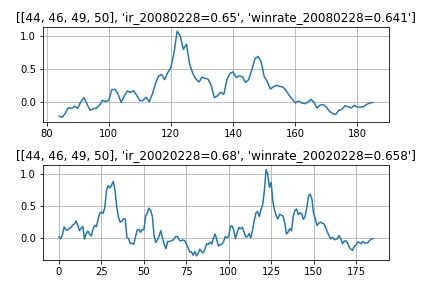 [[44, 46, 49, 50], 'ir_20080228=0.65', 'winrate_20080228=0.641']
1.0
0.5
0.0
80 100 120 140 160 180
[[44, 46, 49, 50], 'ir_20020228=0.68', 'winrate_20020228=0.658']
1.0
0.5
0.0
0 25 50 75 100 125 150 175